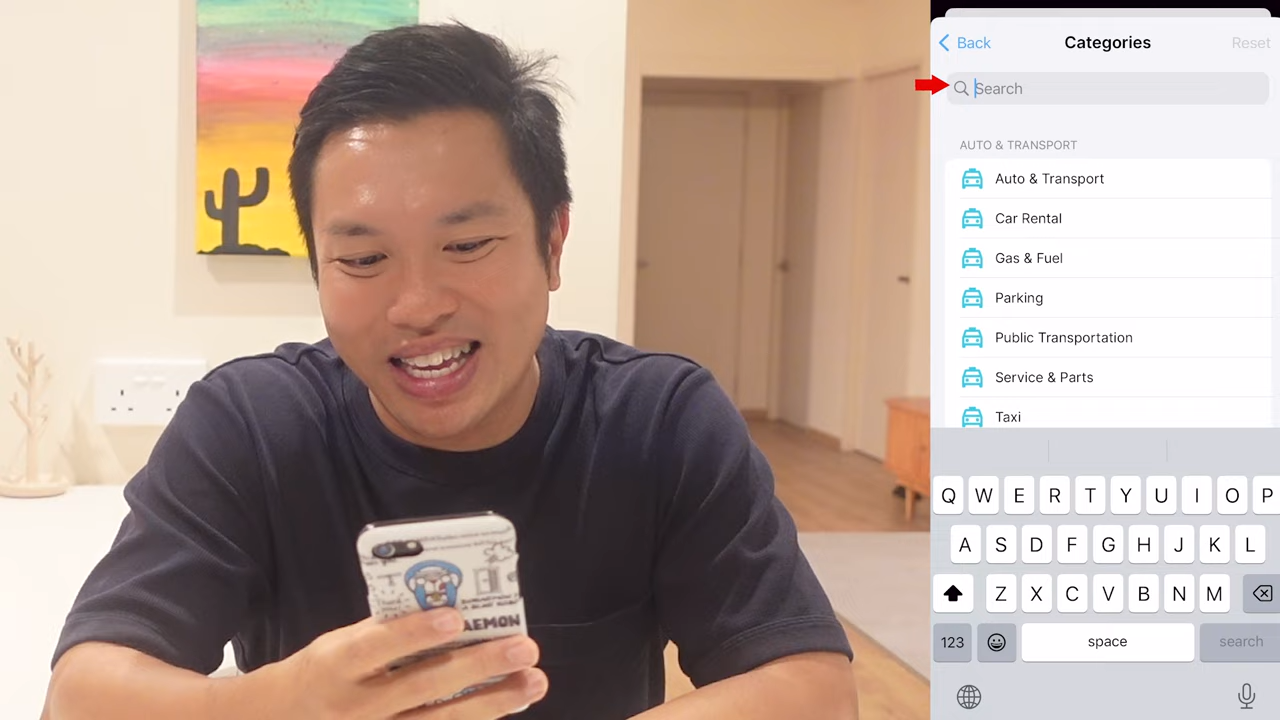 Back
Categories
Reset
Search
AUTO & TRANSPORT
Auto & Transport
Car Rental
Gas & Fuel
Parking
Public Transportation
Service & Parts
Taxi
Q W E R T Y U I O P
A S D F G H J K L
Z X C V B N M
123
space
search
AEMON